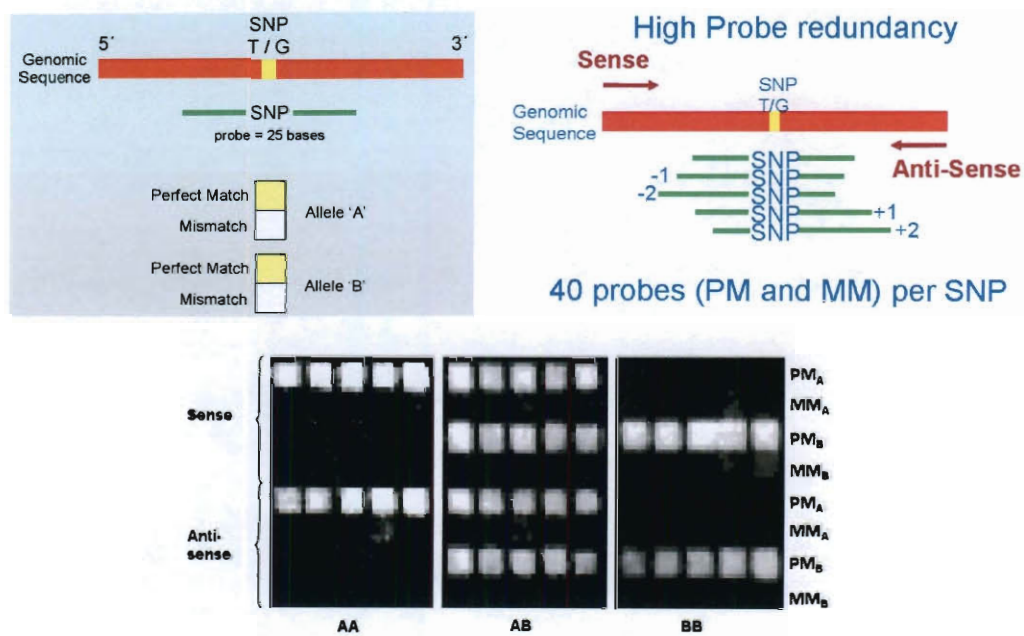 SNP
T / G
5´
3´
Genomic
Sequence
SNP
probe = 25 bases
Perfect Match
Mismatch
Allele ‘A’
Perfect Match
Mismatch
Allele ‘B’
High Probe redundancy
Sense
SNP
T/G
Genomic
Sequence
Anti-Sense
SNP
-1 SNP
-2 SNP
SNP +1
SNP +2
40 probes (PM and MM) per SNP
Sense
Anti-
sense
PMA
MMA
PMB
MMB
PMA
MMA
PMB
MMB
AA
AB
BB